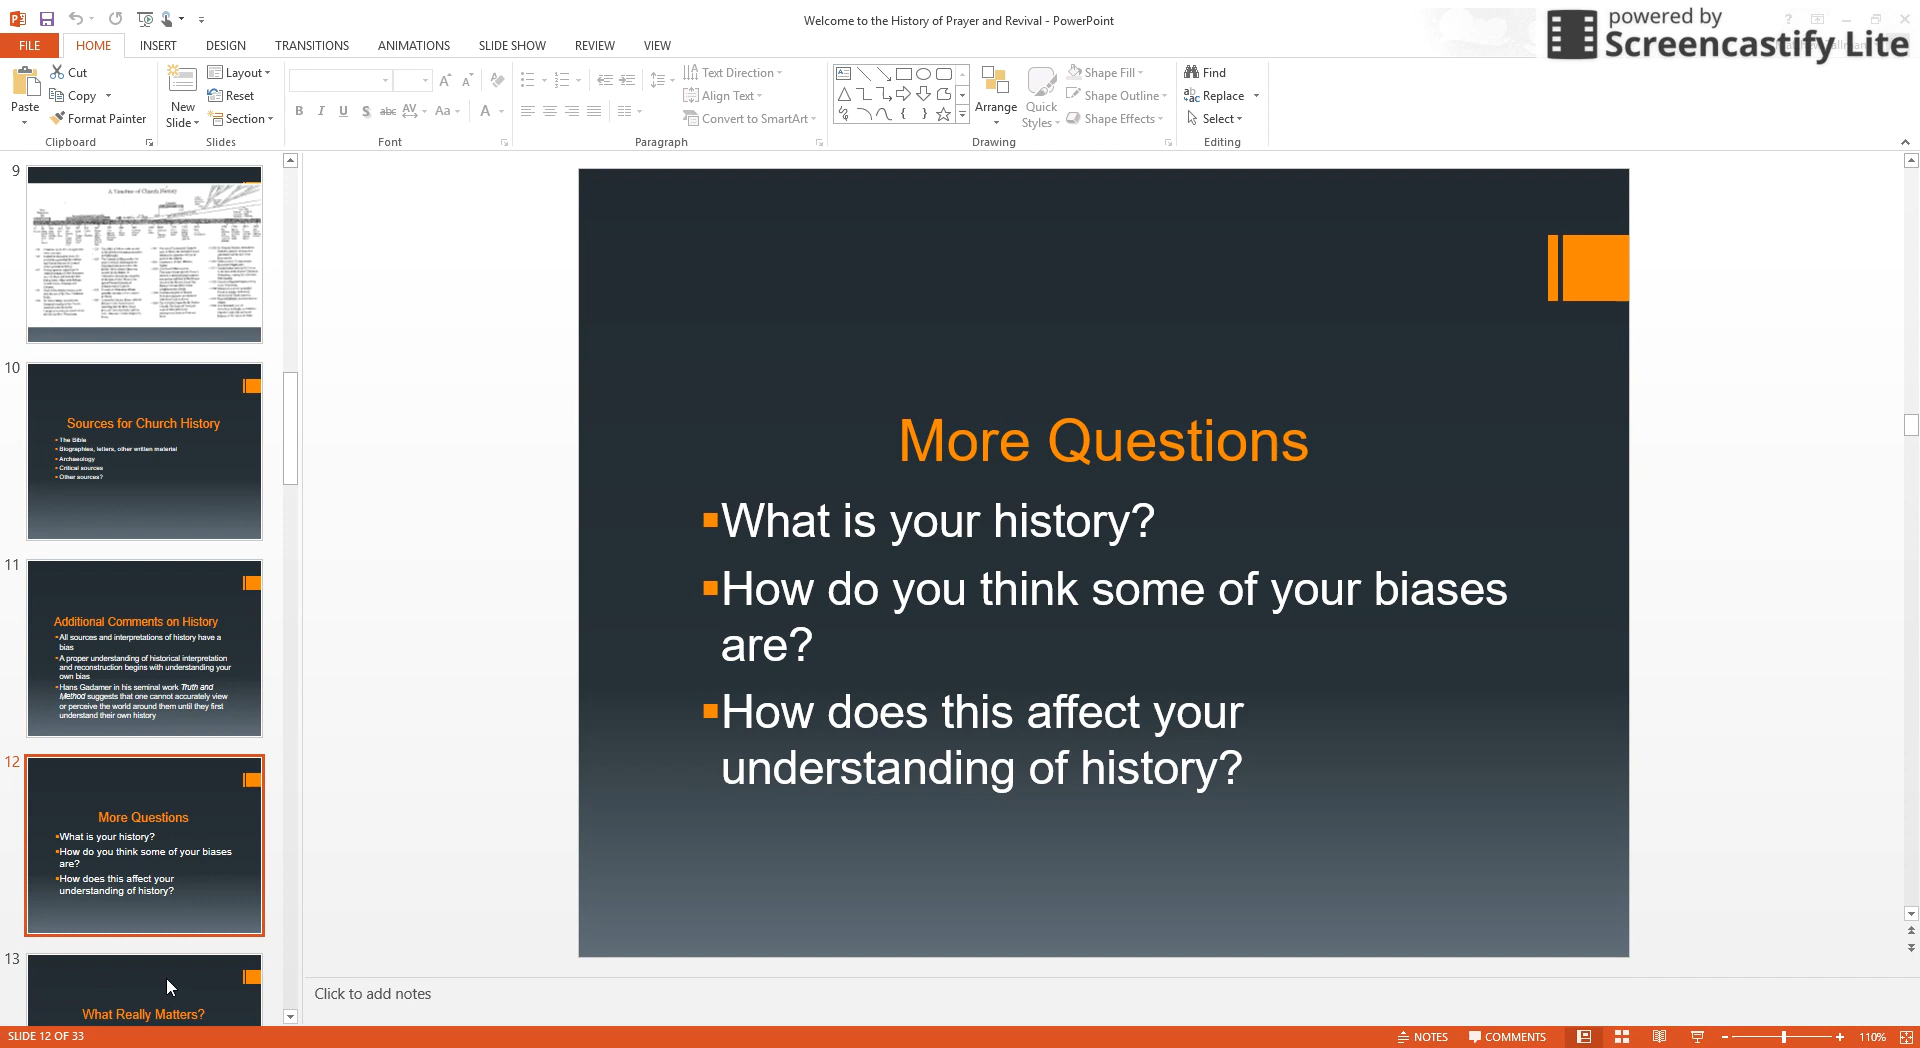 Welcome to the History of Prayer and Revival - PowerPoint
powered by
Screencastify Lite
FILE
HOME
INSERT
DESIGN
TRANSITIONS
ANIMATIONS
SLIDE SHOW
REVIEW
VIEW
Paste
Cut
Copy
Format Painter
Clipboard
New
Slide
Layout
Reset
Section
Slides
Font
Text Direction
Align Text
Convert to SmartArt
Paragraph
Arrange
Quick
Styles
Shape Fill
Shape Outline
Shape Effects
Drawing
Find
Replace
Select
Editing
9
A Timeline of Church History
10
Sources for Church History
The Bible
Biographies, letters, other written material
Archaeology
Critical sources
Other sources?
11
Additional Comments on History
All sources and interpretations of history have a
bias
A proper understanding of historical interpretation
and reconstruction begins with understanding your
own bias
Hans Gadamer in his seminal work Truth and
Method suggests that one cannot accurately view
or perceive the world around them until they first
understand their own history
12
More Questions
What is your history?
How do you think some of your biases
are?
How does this affect your
understanding of history?
13
What Really Matters?
More Questions
What is your history?
How do you think some of your biases
are?
How does this affect your
understanding of history?
Click to add notes
SLIDE 12 OF 33
NOTES
COMMENTS
110%